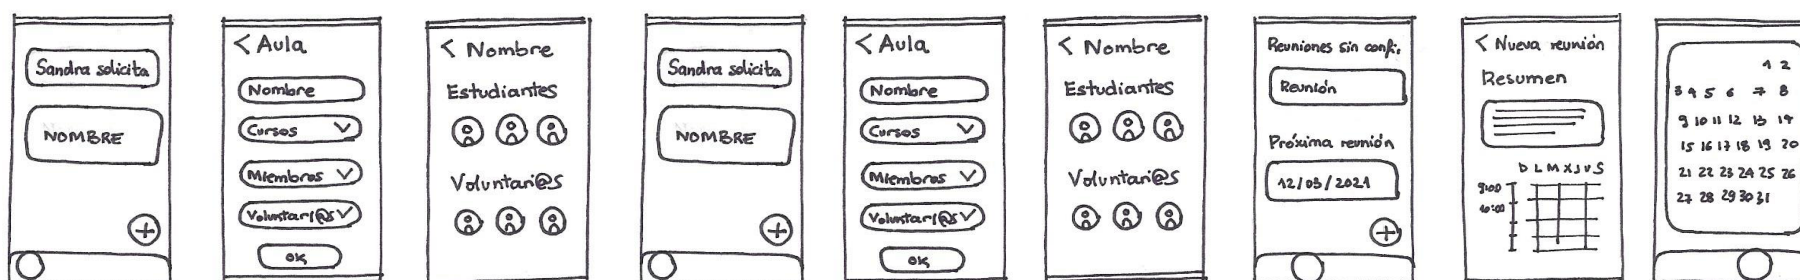 Sandra solicita
NOMBRE
< Aula
Nombre
Cursos
Miembros
Voluntari@s
OK
< Nombre
Estudiantes
Voluntari@s
Sandra solicita
NOMBRE
< Aula
Nombre
Cursos
Miembros
Voluntari@s
OK
< Nombre
Estudiantes
Voluntari@s
Reuniones sin confi.
Reunión
Próxima reunión
12/03/2021
< Nueva reunión
Resumen
D L M X J V S
9:00
10:00
1 2
3 4 5 6 7 8
9 10 11 12 13 14
15 16 17 18 19 20
21 22 23 24 25 26
27 28 29 30 31